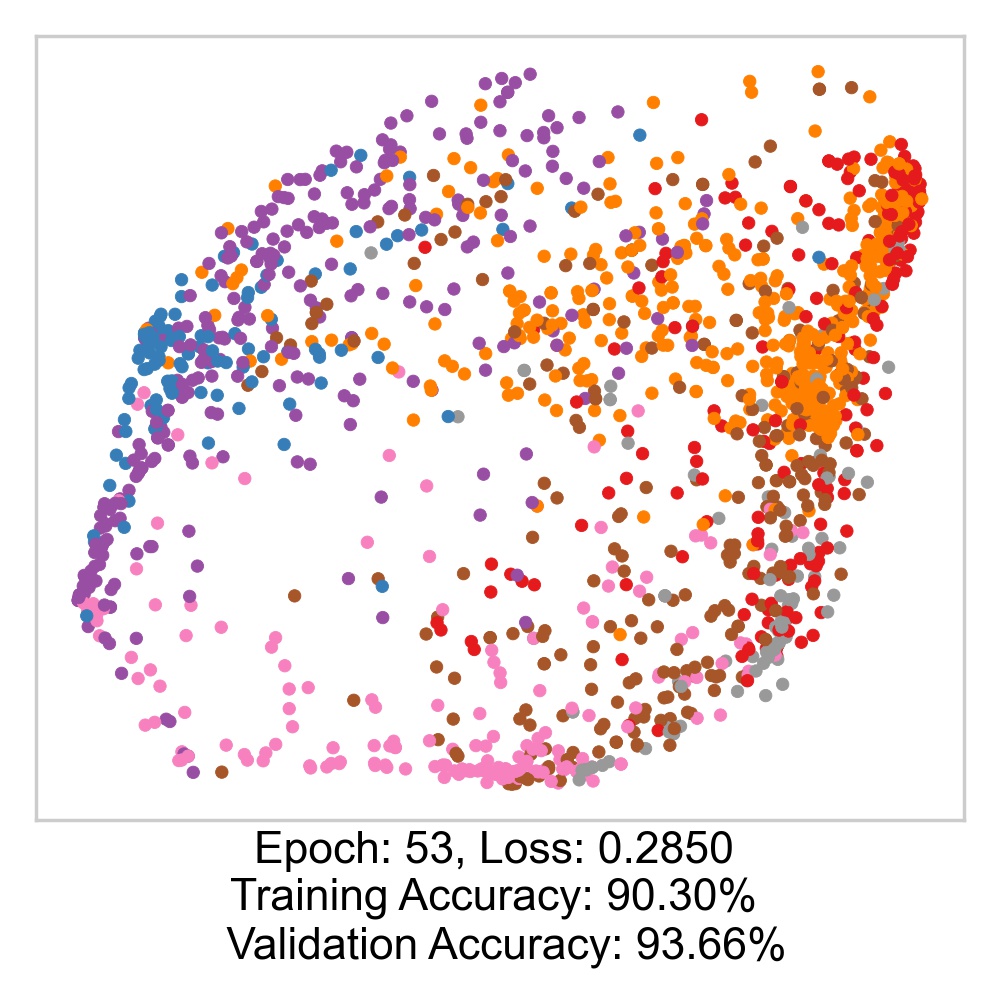 Epoch: 53, Loss: 0.2850
Training Accuracy: 90.30%
Validation Accuracy: 93.66%